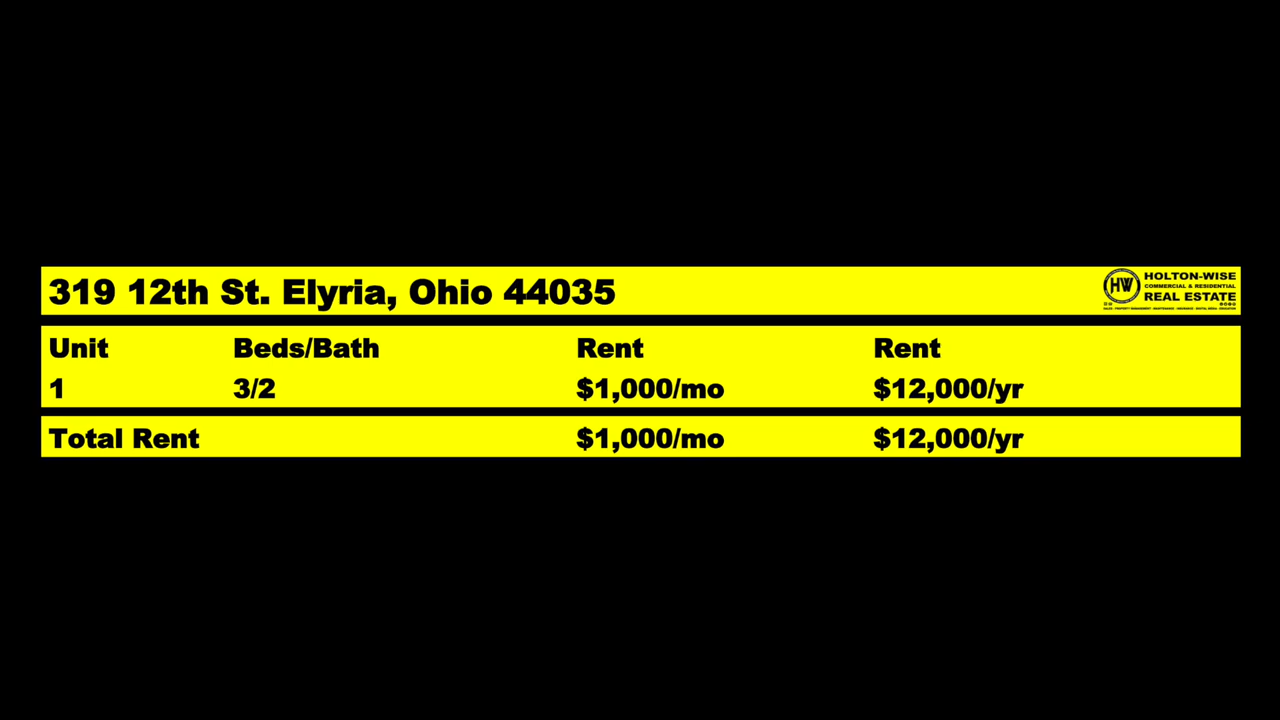 319 12th St. Elyria, Ohio 44035
HW
HOLTON-WISE
COMMERCIAL & RESIDENTIAL
REAL ESTATE
Unit Beds/Bath Rent Rent
1 3/2 $1,000/mo $12,000/yr
Total Rent $1,000/mo $12,000/yr